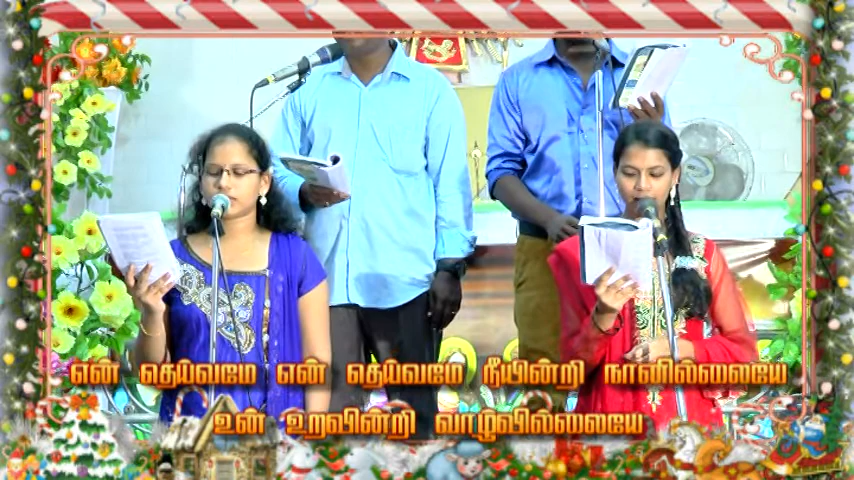 என் தெய்வமே என் தெய்வமே நீயின்றி நானில்லையே
உன் உறவின்றி வாழ்வில்லையே